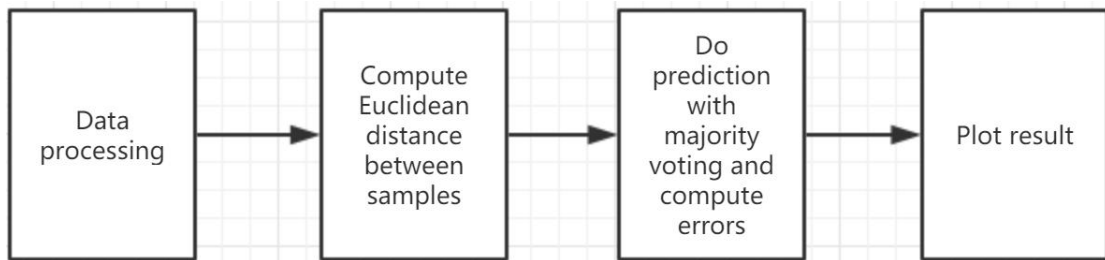 Data
processing
Compute
Euclidean
distance
between
samples
Do
prediction
with
majority
voting and
compute
errors
Plot result